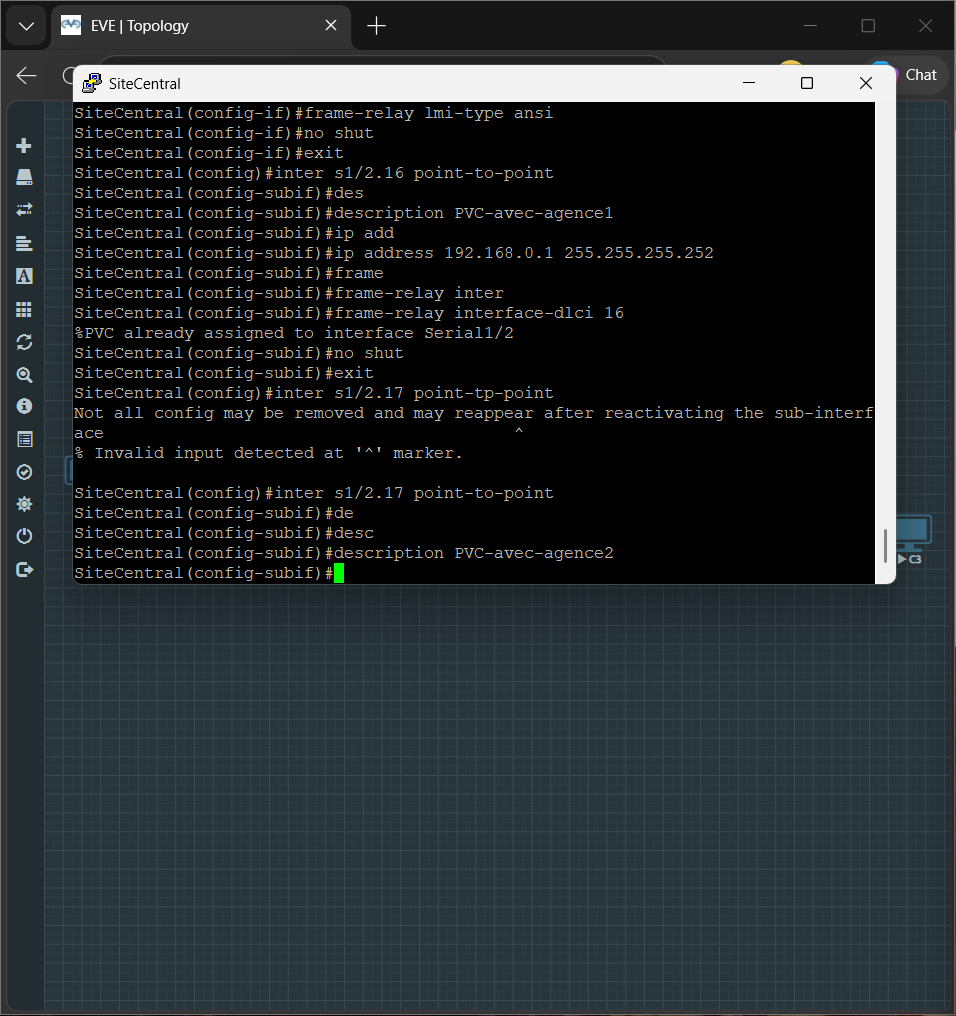 EVE | Topology
Chat
SiteCentral
SiteCentral(config-if)#frame-relay lmi-type ansi
SiteCentral(config-if)#no shut
SiteCentral(config-if)#exit
SiteCentral(config)#inter s1/2.16 point-to-point
SiteCentral(config-subif)#des
SiteCentral(config-subif)#description PVC-avec-agence1
SiteCentral(config-subif)#ip add
SiteCentral(config-subif)#ip address 192.168.0.1 255.255.255.252
SiteCentral(config-subif)#frame
SiteCentral(config-subif)#frame-relay inter
SiteCentral(config-subif)#frame-relay interface-dlci 16
%PVC already assigned to interface Serial1/2
SiteCentral(config-subif)#no shut
SiteCentral(config-subif)#exit
SiteCentral(config)#inter s1/2.17 point-tp-point
Not all config may be removed and may reappear after reactivating the sub-interf
ace ^
% Invalid input detected at '^' marker.
SiteCentral(config)#inter s1/2.17 point-to-point
SiteCentral(config-subif)#de
SiteCentral(config-subif)#desc
SiteCentral(config-subif)#description PVC-avec-agence2
SiteCentral(config-subif)#
C3